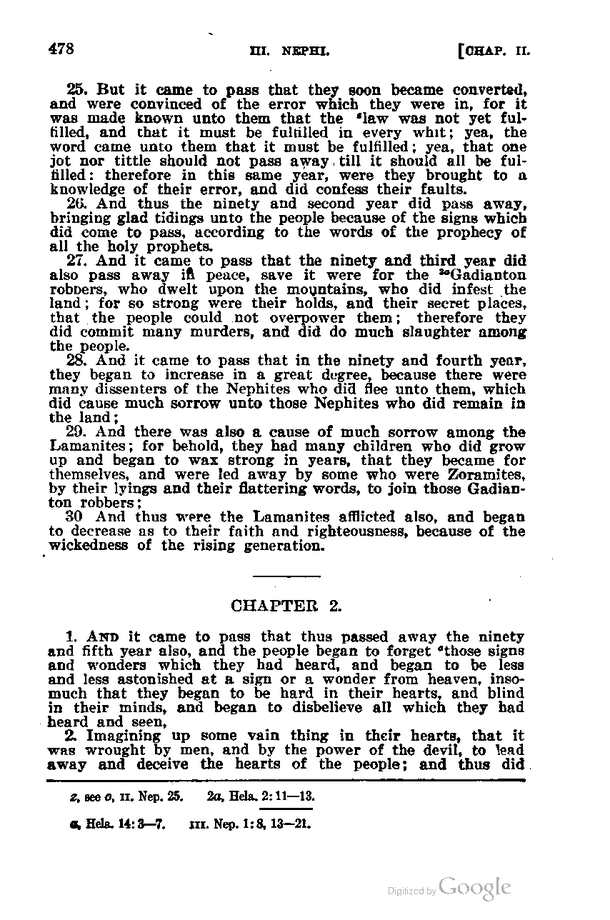 478 III. NEPHI. [CHAP. II.
25. But it came to pass that they soon became converted,
and were convinced of the error which they were in, for it
was made known unto them that the ᶻlaw was not yet ful-
filled, and that it must be fulfilled in every whit; yea, the
word came unto them that it must be fulfilled; yea, that one
jot nor tittle should not pass away till it should all be ful-
filled: therefore in this same year, were they brought to a
knowledge of their error, and did confess their faults.
26. And thus the ninety and second year did pass away,
bringing glad tidings unto the people because of the signs which
did come to pass, according to the words of the prophecy of
all the holy prophets.
27. And it came to pass that the ninety and third year did
also pass away in peace, save it were for the ²ᵃGadianton
robbers, who dwelt upon the mountains, who did infest the
land; for so strong were their holds, and their secret places,
that the people could not overpower them; therefore they
did commit many murders, and did do much slaughter among
the people.
28. And it came to pass that in the ninety and fourth year,
they began to increase in a great degree, because there were
many dissenters of the Nephites who did flee unto them, which
did cause much sorrow unto those Nephites who did remain in
the land;
29. And there was also a cause of much sorrow among the
Lamanites; for behold, they had many children who did grow
up and began to wax strong in years, that they became for
themselves, and were led away by some who were Zoramites,
by their lyings and their flattering words, to join those Gadian-
ton robbers;
30 And thus were the Lamanites afflicted also, and began
to decrease as to their faith and righteousness, because of the
wickedness of the rising generation.
CHAPTER 2.
1. AND it came to pass that thus passed away the ninety
and fifth year also, and the people began to forget ᵃthose signs
and wonders which they had heard, and began to be less
and less astonished at a sign or a wonder from heaven, inso-
much that they began to be hard in their hearts, and blind
in their minds, and began to disbelieve all which they had
heard and seen,
2. Imagining up some vain thing in their hearts, that it
was wrought by men, and by the power of the devil, to lead
away and deceive the hearts of the people; and thus did
z, see o, II. Nep. 25. 2a, Hela. 2:11—13.
a, Hela. 14:3—7. III. Nep. 1:8, 13—21.
Digitized by Google